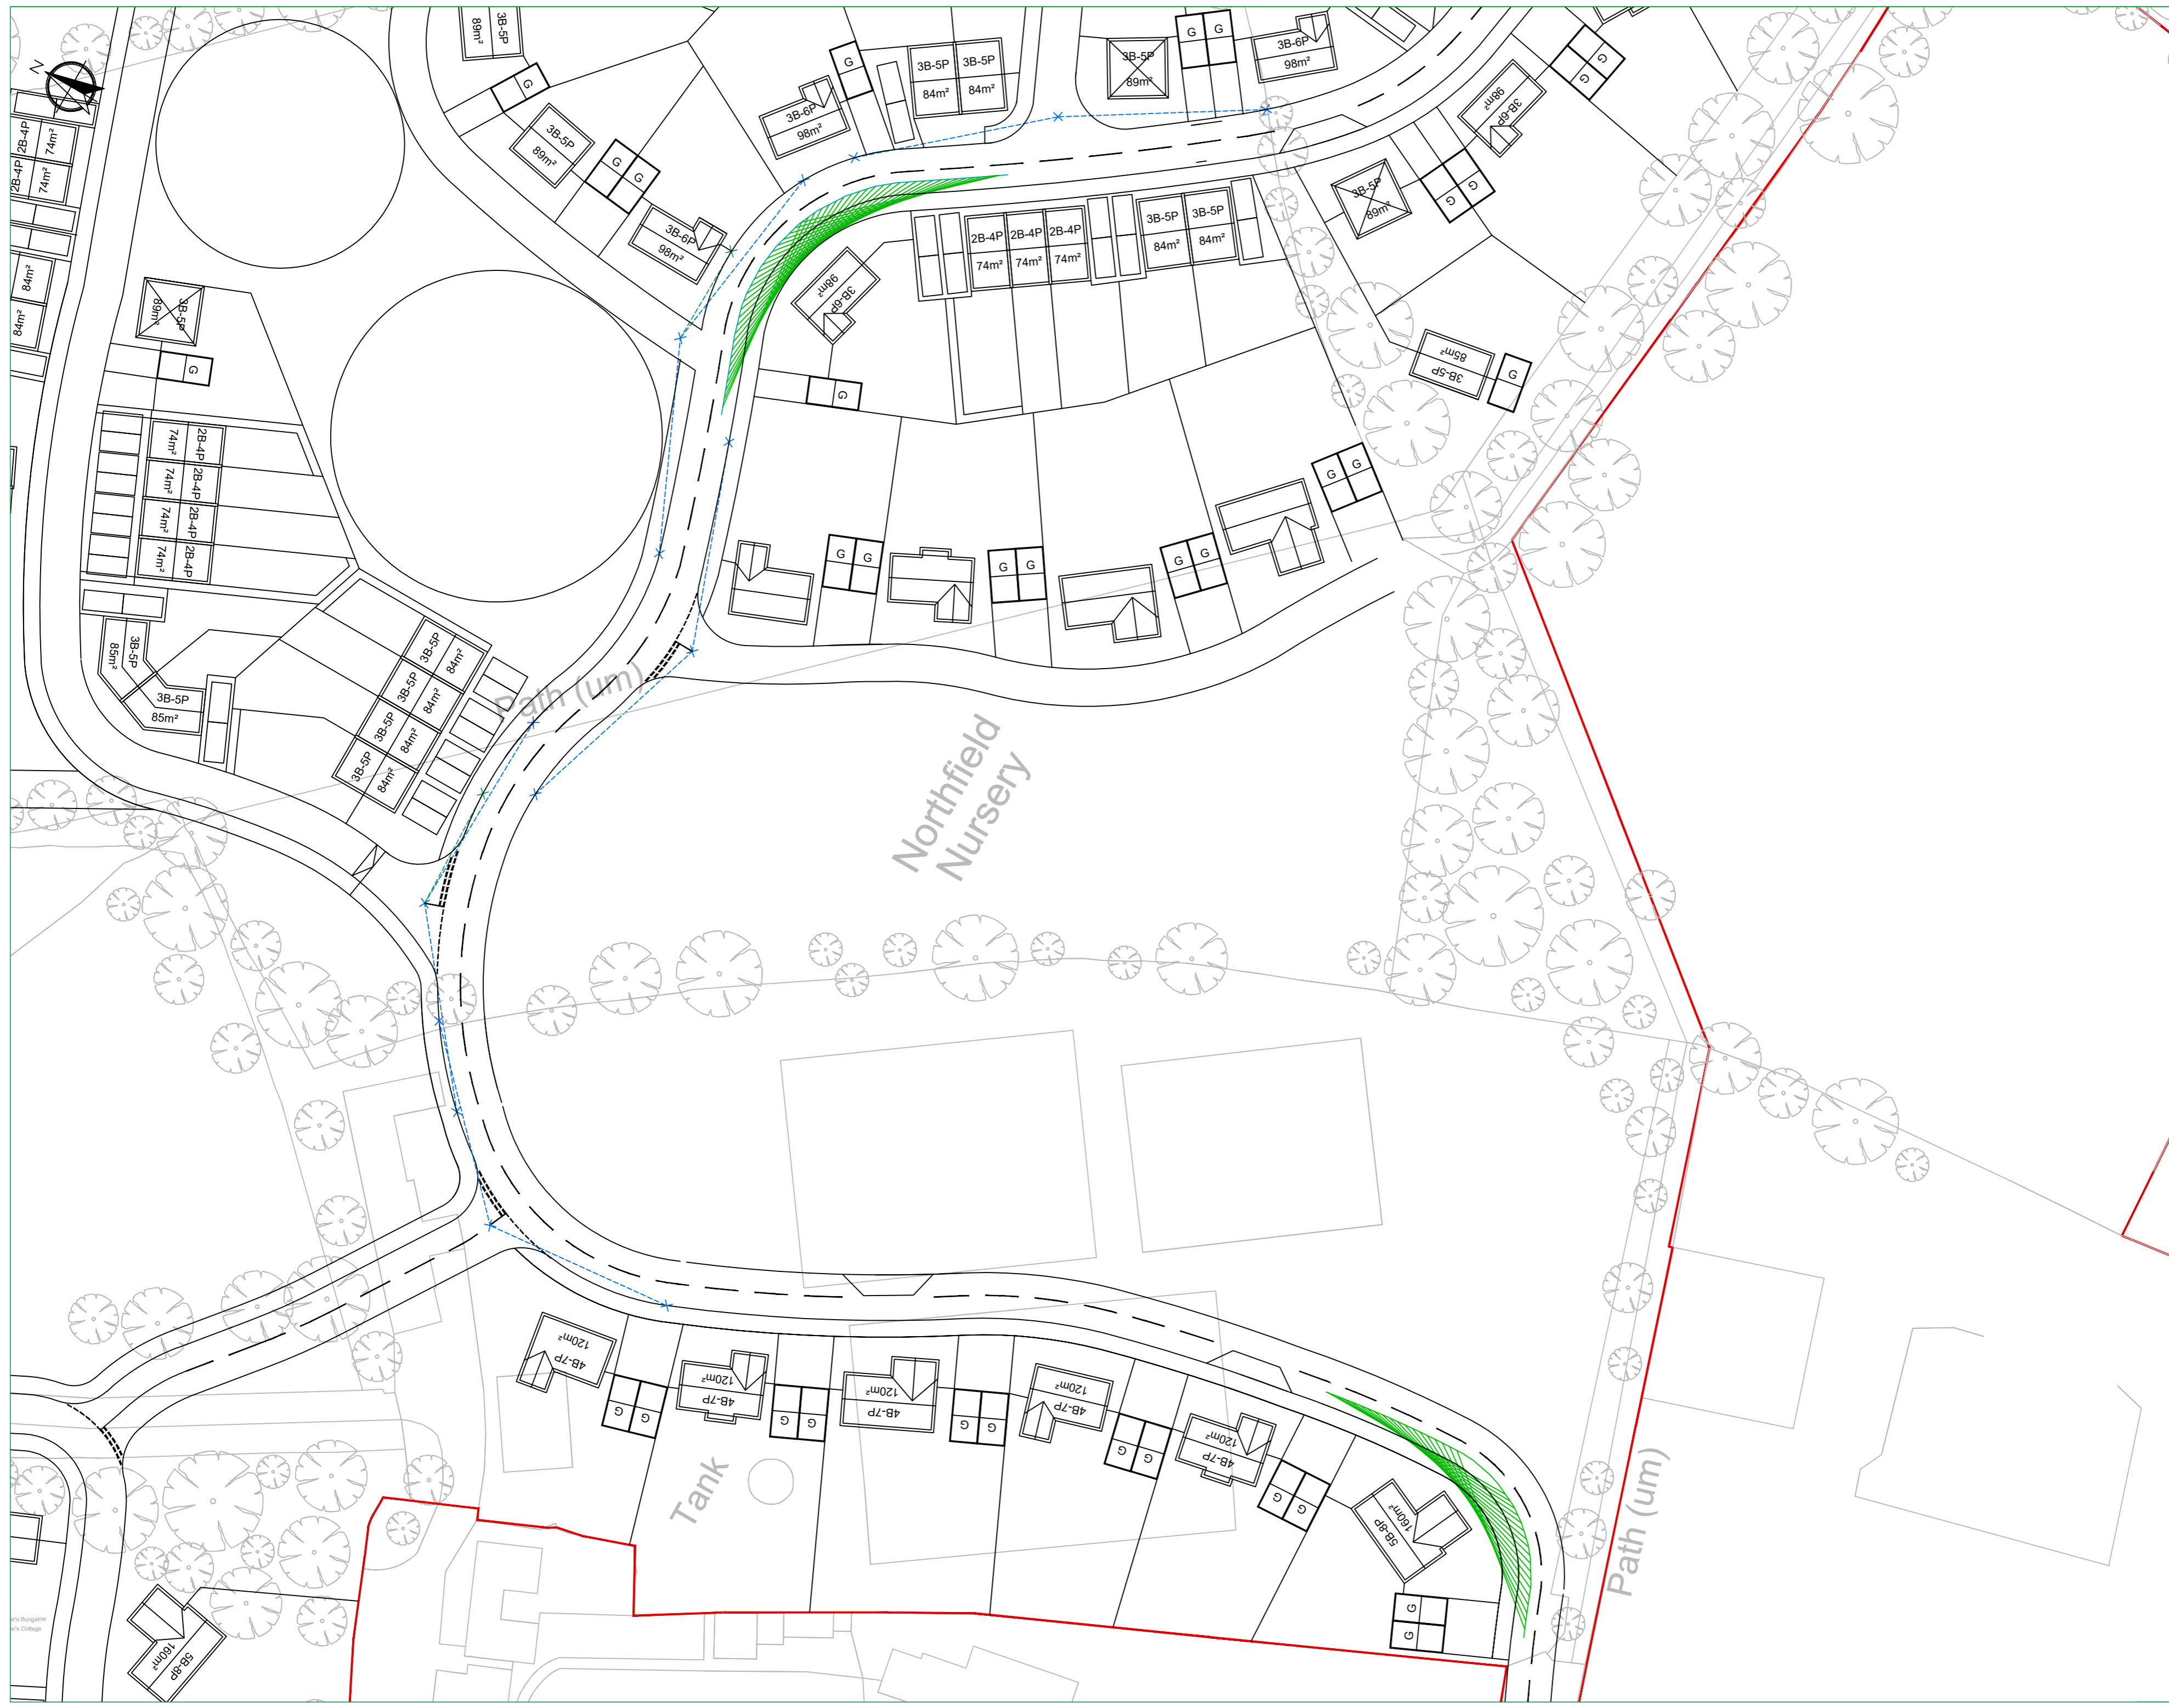 N
89m²
3B-5P
G
3B-5P
89m²
G
G
3B-6P
98m²
3B-6P
98m²
G
3B-5P
3B-5P
84m²
84m²
3B-5P
89m²
G
G
3B-6P
98m²
G
G
98m²
3B-6P
3B-5P
89m²
G
G
2B-4P
74m²
2B-4P
74m²
84m²
84m²
3B-5P
89m²
G
98m²
3B-6P
G
2B-4P
2B-4P
2B-4P
74m²
74m²
74m²
3B-5P
3B-5P
84m²
84m²
85m²
3B-5P
G
74m²
2B-4P
74m²
2B-4P
74m²
2B-4P
74m²
2B-4P
G
G
G
G
G
G
G
G
85m²
3B-5P
3B-5P
85m²
3B-5P
84m²
3B-5P
84m²
3B-5P
84m²
3B-5P
84m²
Path (um)
Northfield
Nursery
120m²
4B-7P
G
G
120m²
4B-7P
G
G
120m²
4B-7P
G
G
120m²
4B-7P
G
G
120m²
4B-7P
G
G
5B-8P
160m²
G
G
Tank
Path (um)
160m²
5B-8P